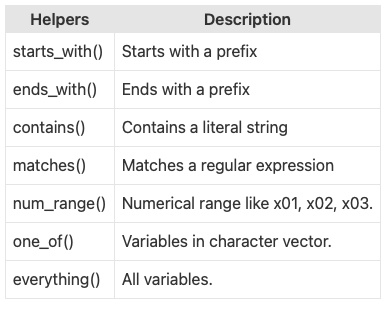 Helpers Description
starts_with() Starts with a prefix
ends_with() Ends with a prefix
contains() Contains a literal string
matches() Matches a regular expression
num_range() Numerical range like x01, x02, x03.
one_of() Variables in character vector.
everything() All variables.